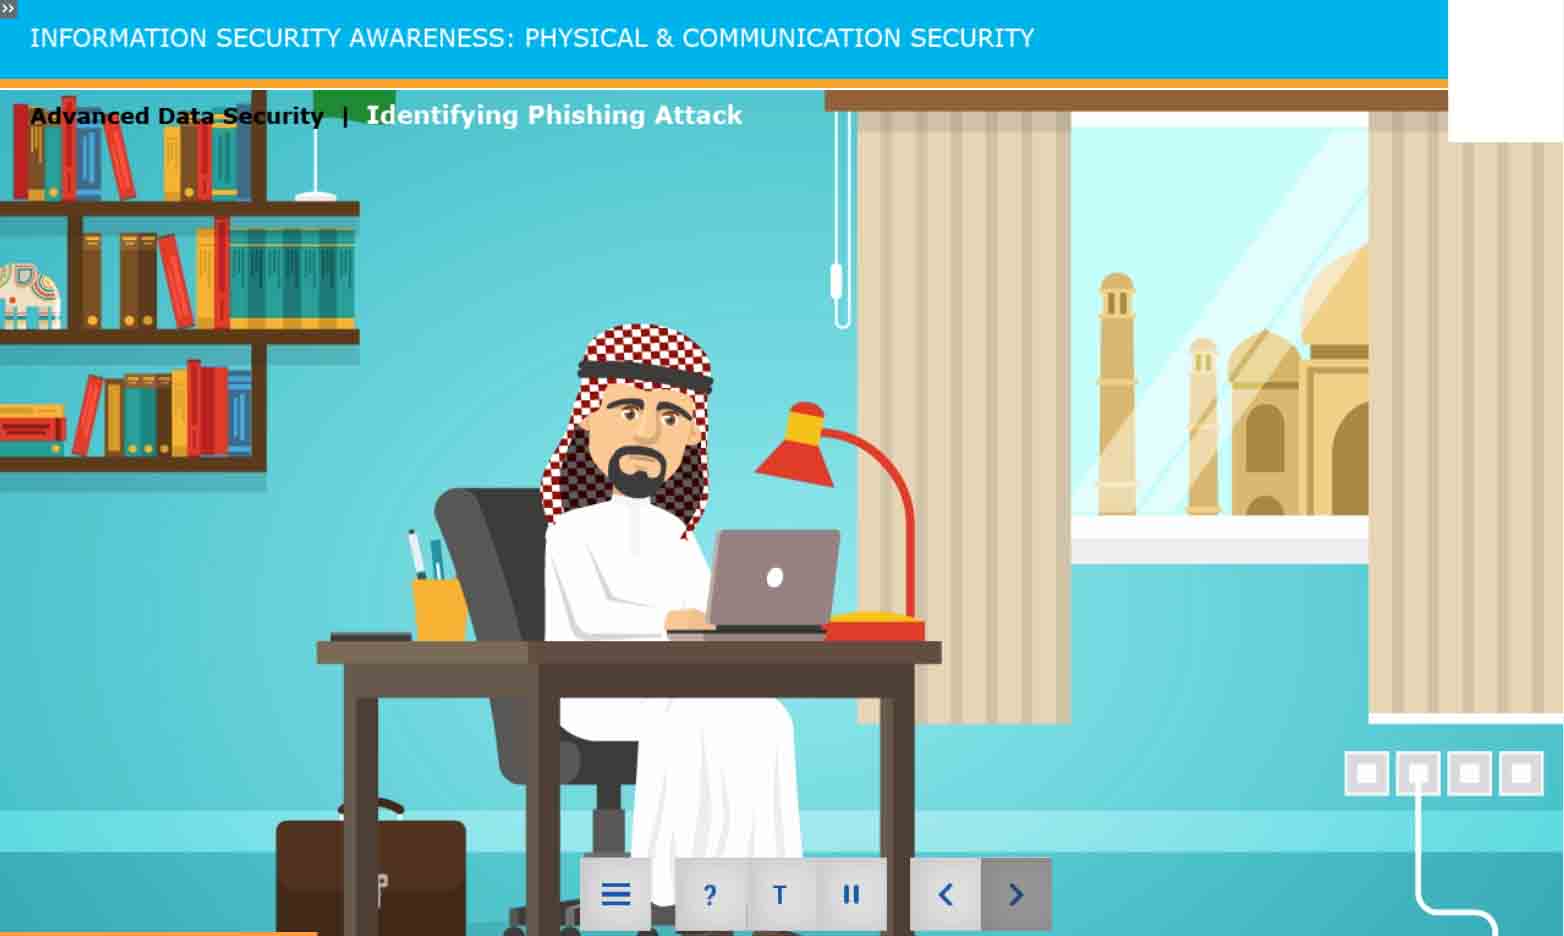 INFORMATION SECURITY AWARENESS: PHYSICAL & COMMUNICATION SECURITY
Advanced Data Security | Identifying Phishing Attack
? T